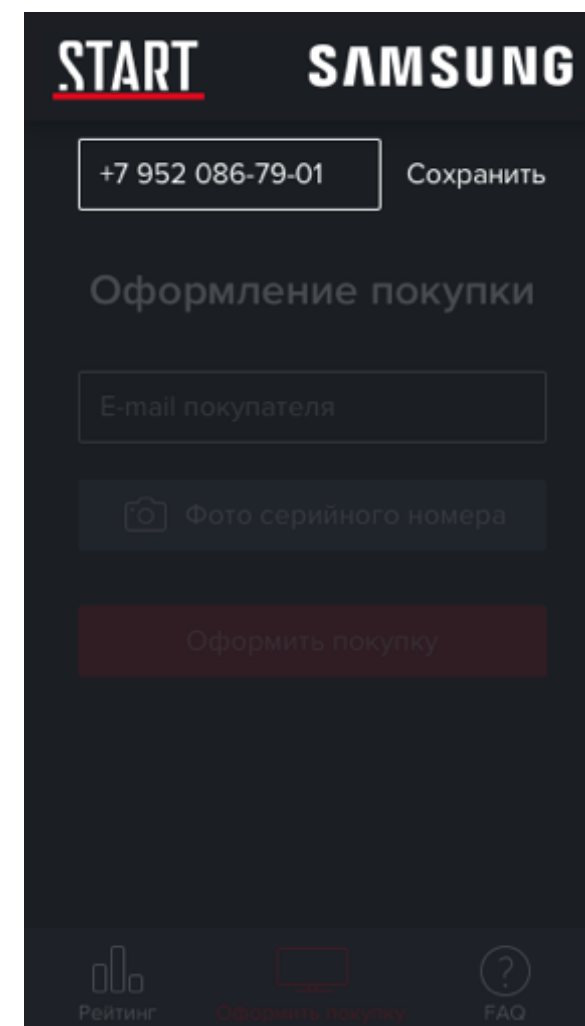 START SAMSUNG
+7 952 086-79-01 Сохранить
Оформление покупки
E-mail покупателя
Фото серийного номера
Оформить покупку
Рейтинг Оформить покупку FAQ